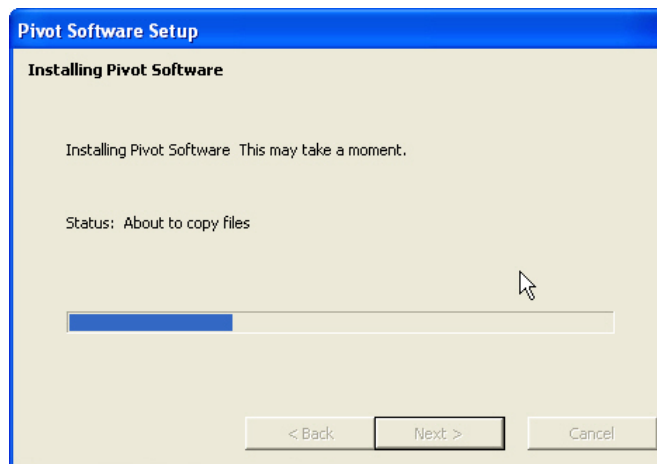 Pivot Software Setup
Installing Pivot Software
Installing Pivot Software  This may take a moment.
Status:  About to copy files
< Back Next > Cancel